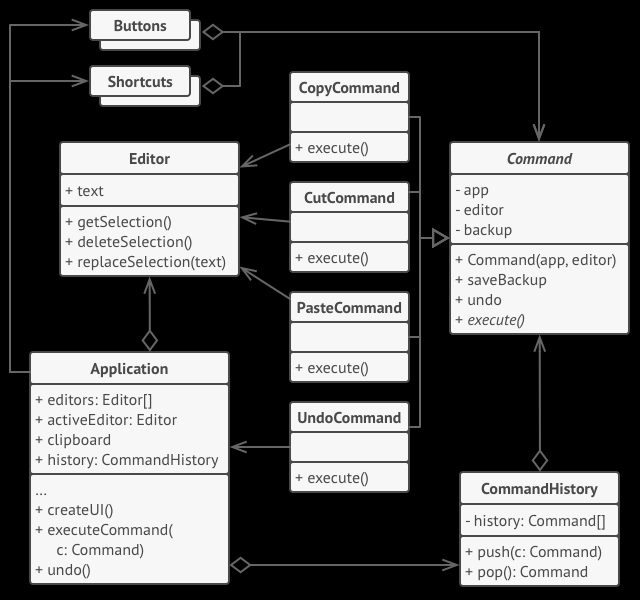 Buttons
Shortcuts
CopyCommand
+ execute()
Editor
+ text
+ getSelection()
+ deleteSelection()
+ replaceSelection(text)
CutCommand
+ execute()
Command
- app
- editor
- backup
+ Command(app, editor)
+ saveBackup
+ undo
+ execute()
PasteCommand
+ execute()
Application
+ editors: Editor[]
+ activeEditor: Editor
+ clipboard
+ history: CommandHistory
...
+ createUI()
+ executeCommand(
c: Command)
+ undo()
UndoCommand
+ execute()
CommandHistory
- history: Command[]
+ push(c: Command)
+ pop(): Command